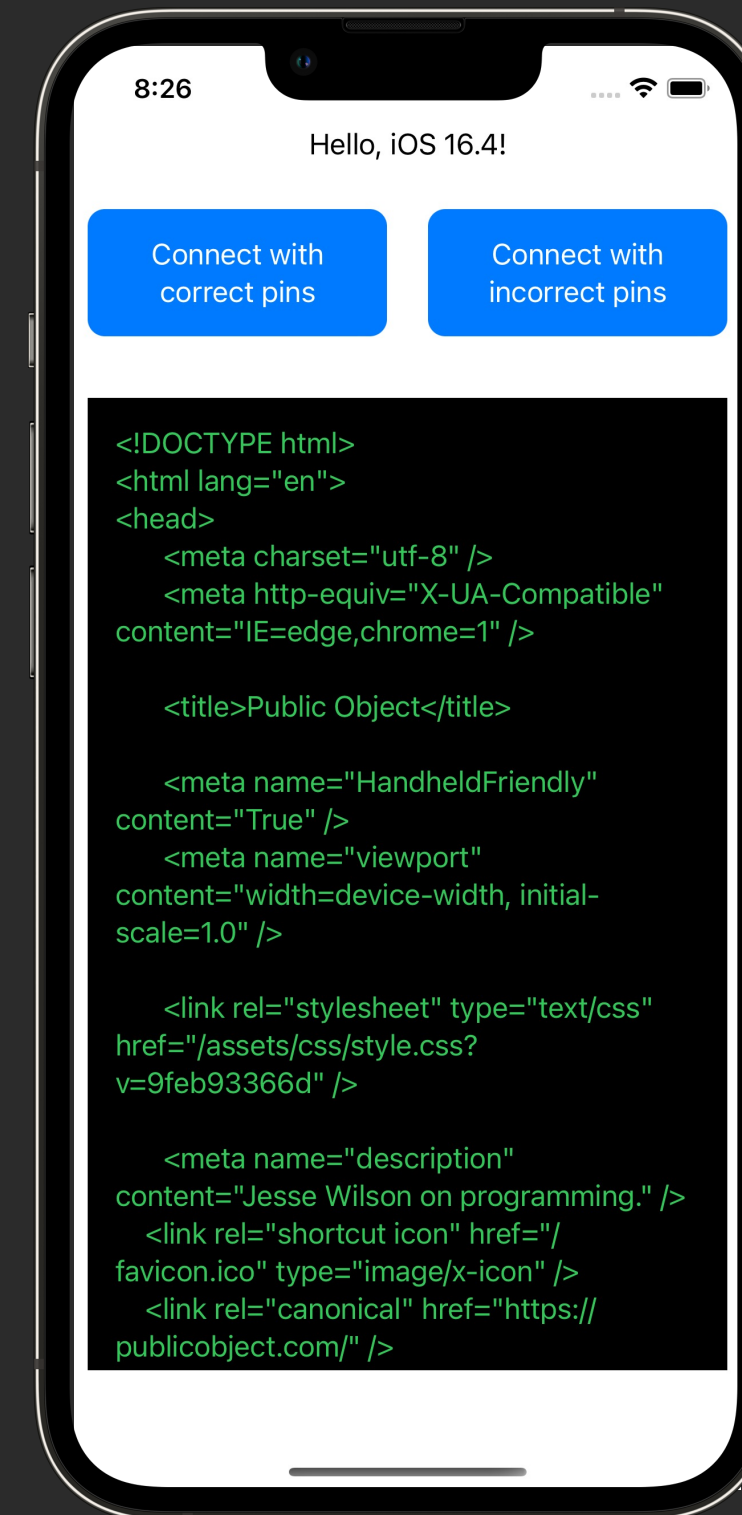 8:26
Hello, iOS 16.4!
Connect with
correct pins
Connect with
incorrect pins
<!DOCTYPE html>
<html lang="en">
<head>
<meta charset="utf-8" />
<meta http-equiv="X-UA-Compatible"
content="IE=edge,chrome=1" />
<title>Public Object</title>
<meta name="HandheldFriendly"
content="True" />
<meta name="viewport"
content="width=device-width, initial-
scale=1.0" />
<link rel="stylesheet" type="text/css"
href="/assets/css/style.css?
v=9feb93366d" />
<meta name="description"
content="Jesse Wilson on programming." />
<link rel="shortcut icon" href="/
favicon.ico" type="image/x-icon" />
<link rel="canonical" href="https://
publicobject.com/" />